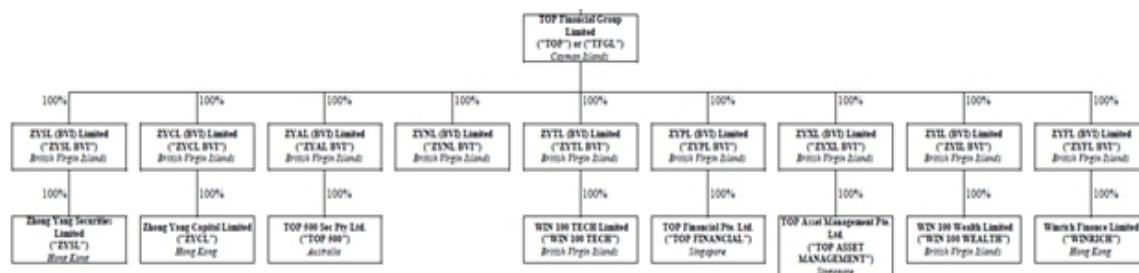 TOP Financial Group
Limited
("TOP") or ("TFGL")
Cayman Islands
100%
100%
100%
100%
100%
100%
100%
100%
100%
ZYSL (BVI) Limited
("ZYSL BVI")
British Virgin Islands
ZYCL (BVI) Limited
("ZYCL BVI")
British Virgin Islands
ZYAL (BVI) Limited
("ZYAL BVI")
British Virgin Islands
ZYNL (BVI) Limited
("ZYNL BVI")
British Virgin Islands
ZYTL (BVI) Limited
("ZYTL BVI")
British Virgin Islands
ZYPL (BVI) Limited
("ZYPL BVI")
British Virgin Islands
ZYXL (BVI) Limited
("ZYXL BVI")
British Virgin Islands
ZYIL (BVI) Limited
("ZYIL BVI")
British Virgin Islands
ZYFL (BVI) Limited
("ZYFL BVI")
British Virgin Islands
100%
100%
100%
100%
100%
100%
100%
100%
Zhong Yang Securities
Limited
("ZYSL")
Hong Kong
Zhong Yang Capital Limited
("ZYCL")
Hong Kong
TOP 500 Sec Pty Ltd.
("TOP 500")
Australia
WIN 100 TECH Limited
("WIN 100 TECH")
British Virgin Islands
TOP Financial Pte. Ltd.
("TOP FINANCIAL")
Singapore
TOP Asset Management Pte.
Ltd.
("TOP ASSET
MANAGEMENT")
Singapore
WIN 100 Wealth Limited
("WIN 100 WEALTH")
British Virgin Islands
Winrich Finance Limited
("WINRICH")
Hong Kong